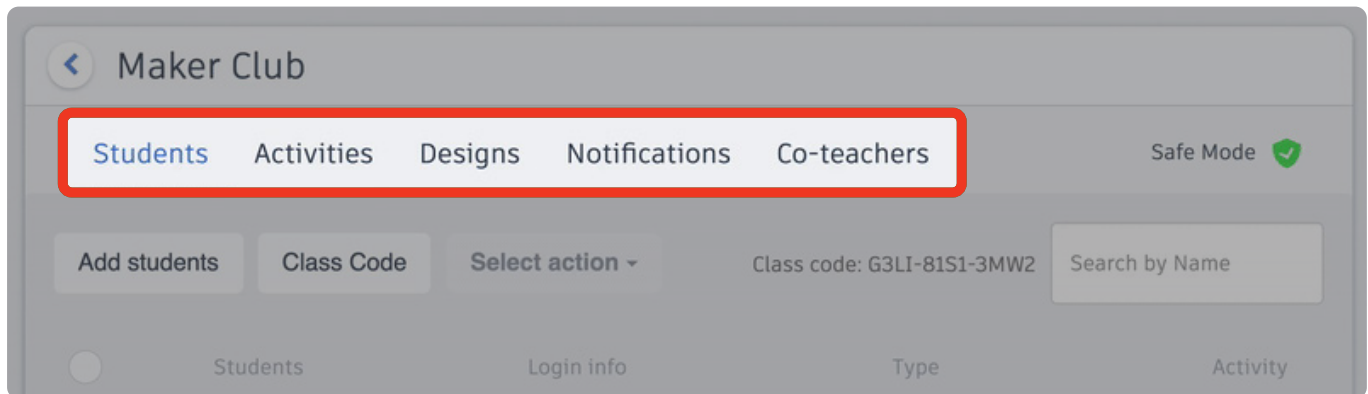 Maker Club
Students Activities Designs Notifications Co-teachers Safe Mode
Add students Class Code Select action Class code: G3LI-81S1-3MW2 Search by Name
Students Login info Type Activity